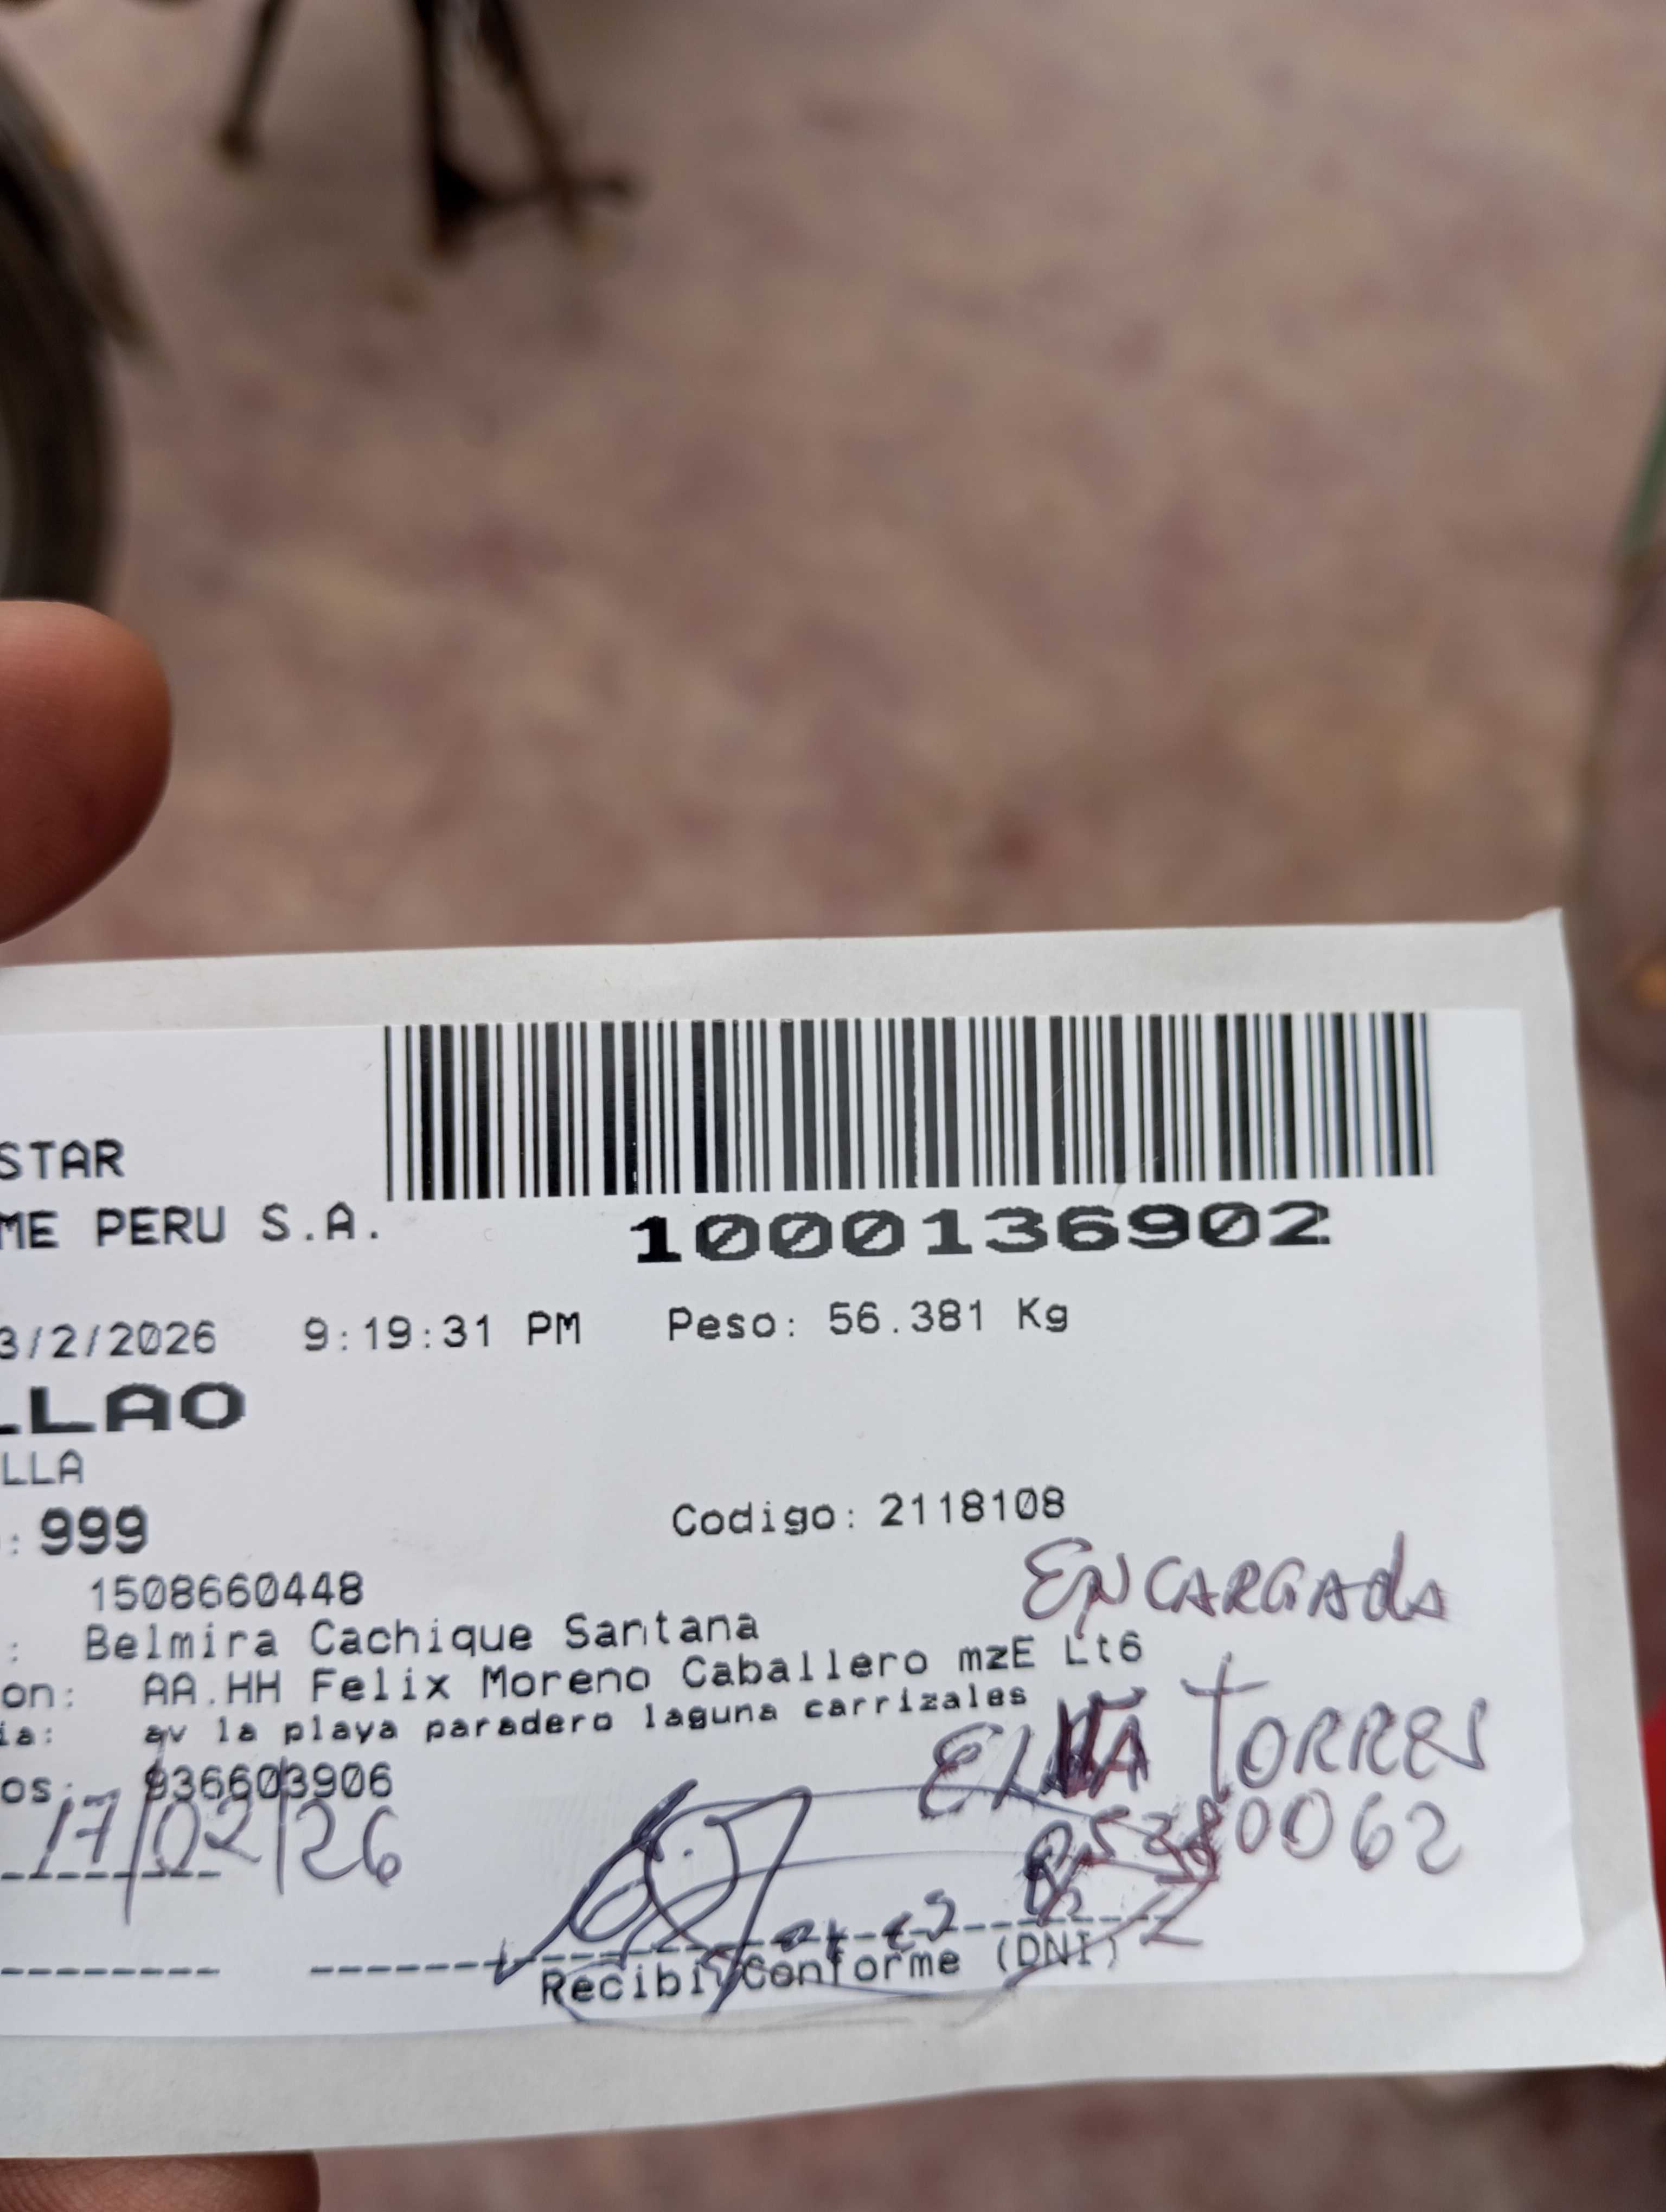 STAR
ME PERU S.A.
1000136902
3/2/2026 9:19:31 PM Peso: 56.381 Kg
LLAO
LLA
: 999
Codigo: 2118108
1508660448
ENCARGADA
: Belmira Cachique Santana
on: AA.HH Felix Moreno Caballero mzE Lt6
ia: av la playa paradero laguna carrizales
TORRES
os: 936603906
17/02/26
Recibi Conforme (DNI)